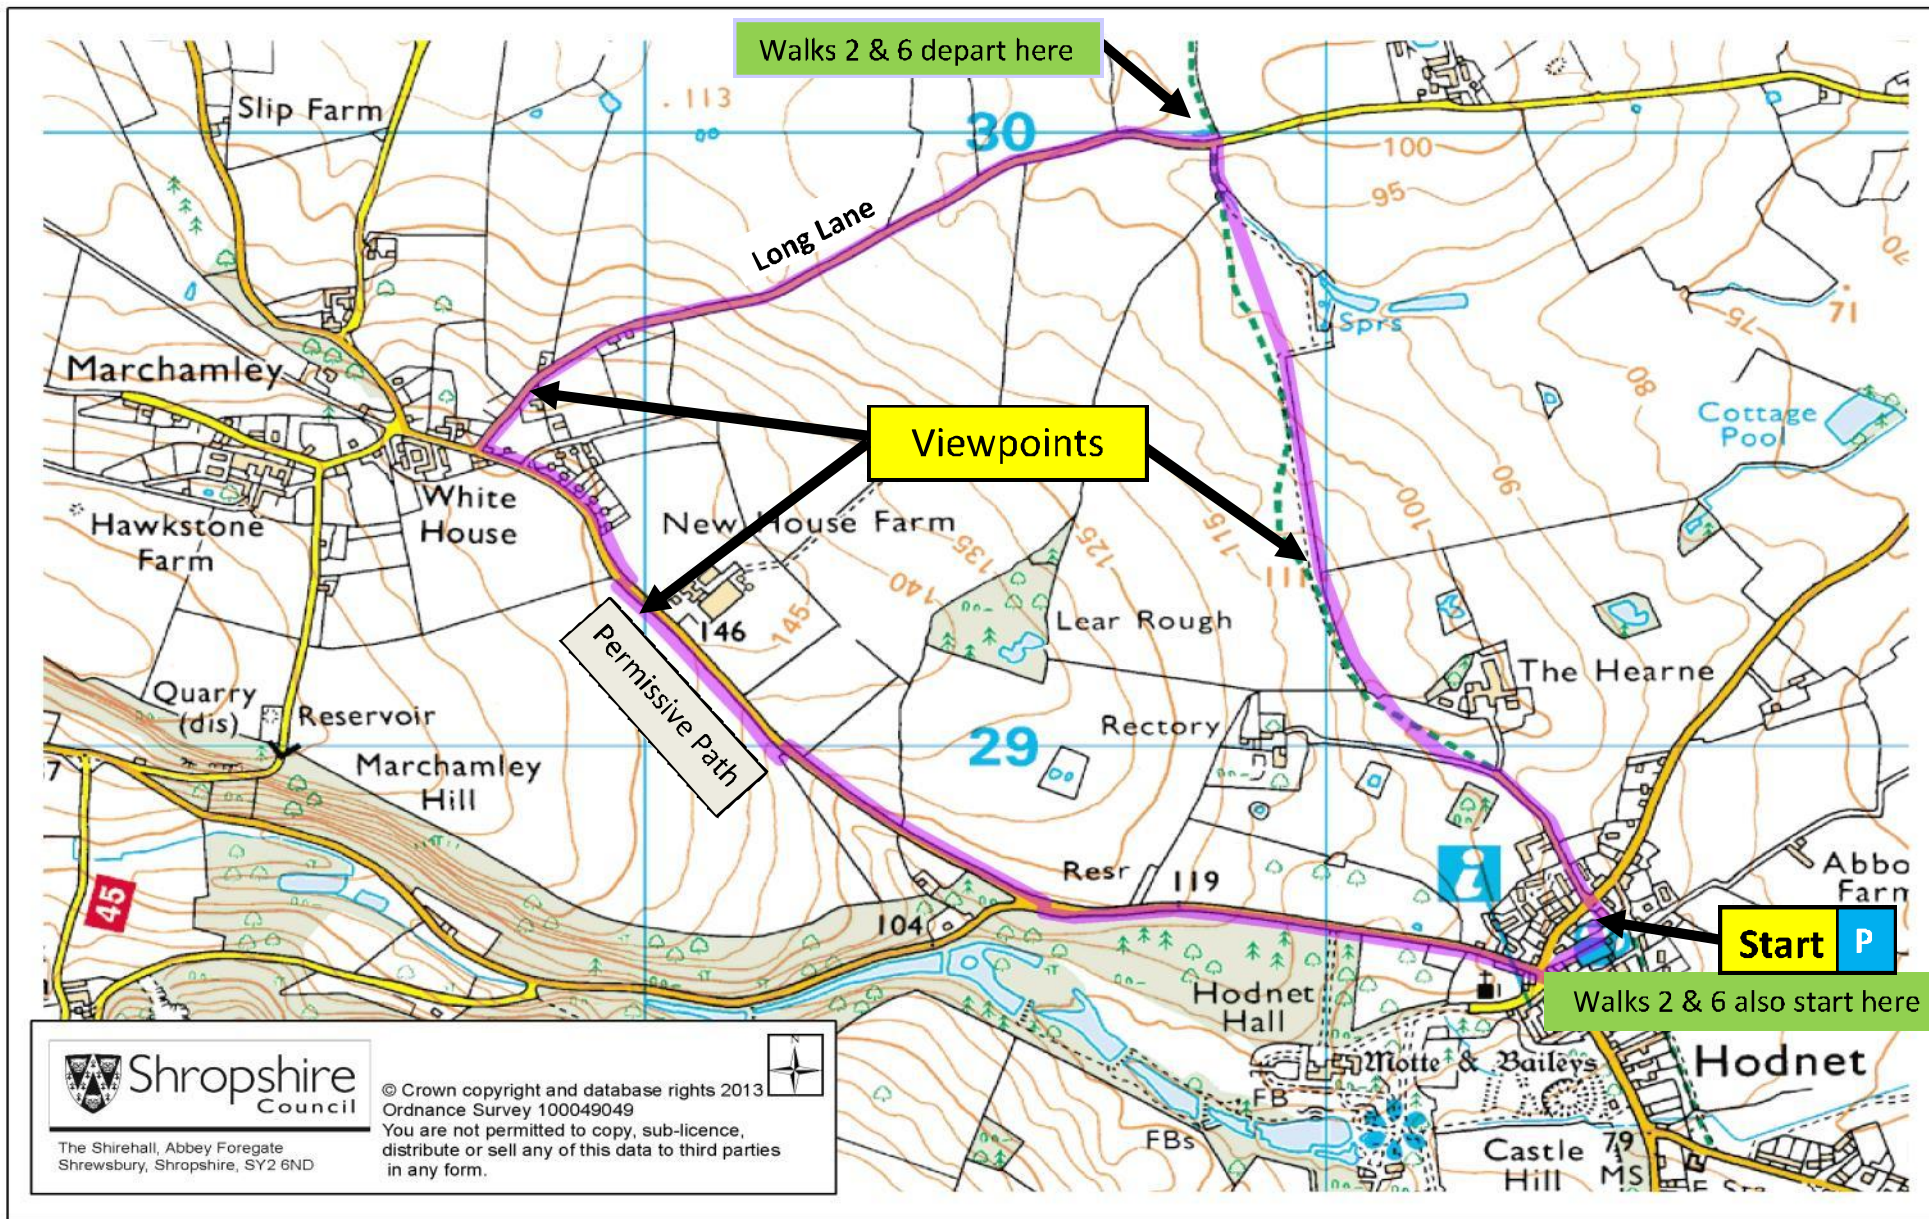 Walks 2 & 6 depart here
Slip Farm
113
30
100
95
70
Long Lane
Sprs
75
71
Marchamley
80
Cottage
Pool
Viewpoints
90
100
White
House
Hawkstone
Farm
New House Farm
135
125
115
111
140
145
146
Lear Rough
Permissive Path
The Hearne
Quarry
(dis)
Reservoir
Rectory
29
Marchamley
Hill
7
Resr
119
i
Abbo
Farm
45
104
Start
P
Hodnet
Hall
Walks 2 & 6 also start here
Motte & Baileys
Hodnet
FB
FBs
Castle
Hill
79
MS
N
Shropshire
Council
The Shirehall, Abbey Foregate
Shrewsbury, Shropshire, SY2 6ND
© Crown copyright and database rights 2013
Ordnance Survey 100049049
You are not permitted to copy, sub-licence,
distribute or sell any of this data to third parties
in any form.